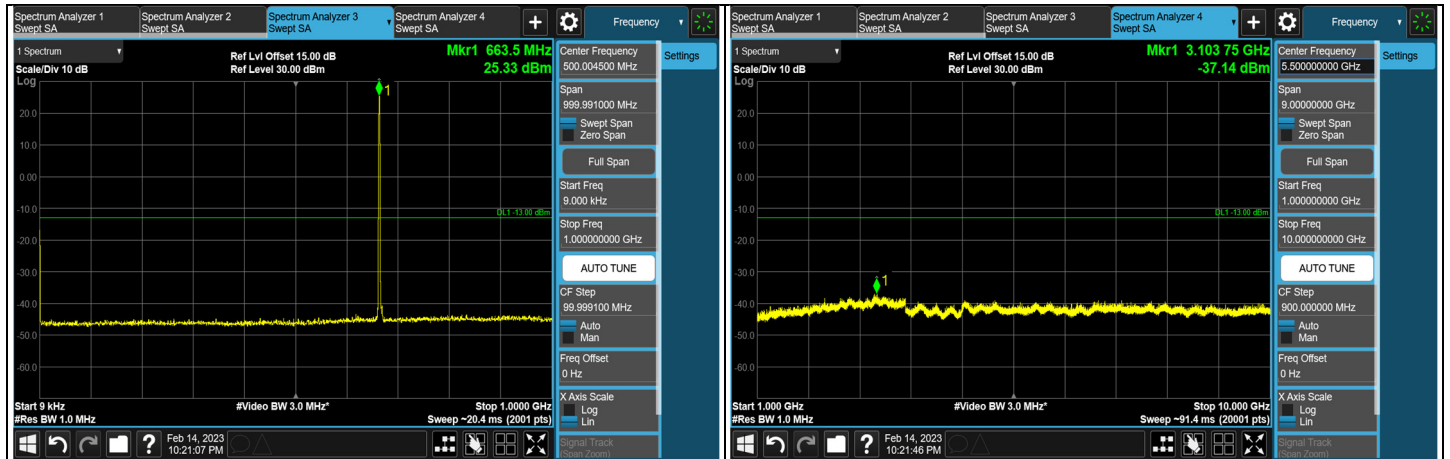 Spectrum Analyzer 1
Swept SA
Spectrum Analyzer 2
Swept SA
Spectrum Analyzer 3
Swept SA
Spectrum Analyzer 4
Swept SA
Frequency
1 Spectrum
Scale/Div 10 dB
Log
Ref Lvl Offset 15.00 dB
Ref Level 30.00 dBm
Mkr1 663.5 MHz
25.33 dBm
1
20.0
10.0
0.00
-10.0
-20.0
-30.0
-40.0
-50.0
-60.0
DL1 -13.00 dBm
Start 9 kHz
#Res BW 1.0 MHz
#Video BW 3.0 MHz*
Stop 1.0000 GHz
Sweep ~20.4 ms (2001 pts)
Center Frequency
500.004500 MHz
Settings
Span
999.991000 MHz
Swept Span
Zero Span
Full Span
Start Freq
9.000 kHz
Stop Freq
1.000000000 GHz
AUTO TUNE
CF Step
99.999100 MHz
Auto
Man
Freq Offset
0 Hz
X Axis Scale
Log
Lin
Signal Track
(Span Zoom)
?
Feb 14, 2023
10:21:07 PM
Spectrum Analyzer 1
Swept SA
Spectrum Analyzer 2
Swept SA
Spectrum Analyzer 3
Swept SA
Spectrum Analyzer 4
Swept SA
Frequency
1 Spectrum
Scale/Div 10 dB
Log
Ref Lvl Offset 15.00 dB
Ref Level 30.00 dBm
Mkr1 3.103 75 GHz
-37.14 dBm
1
20.0
10.0
0.00
-10.0
-20.0
-30.0
-40.0
-50.0
-60.0
DL1 -13.00 dBm
Start 1.000 GHz
#Res BW 1.0 MHz
#Video BW 3.0 MHz*
Stop 10.000 GHz
Sweep ~91.4 ms (20001 pts)
Center Frequency
5.500000000 GHz
Settings
Span
9.00000000 GHz
Swept Span
Zero Span
Full Span
Start Freq
1.000000000 GHz
Stop Freq
10.000000000 GHz
AUTO TUNE
CF Step
900.000000 MHz
Auto
Man
Freq Offset
0 Hz
X Axis Scale
Log
Lin
Signal Track
(Span Zoom)
?
Feb 14, 2023
10:21:46 PM